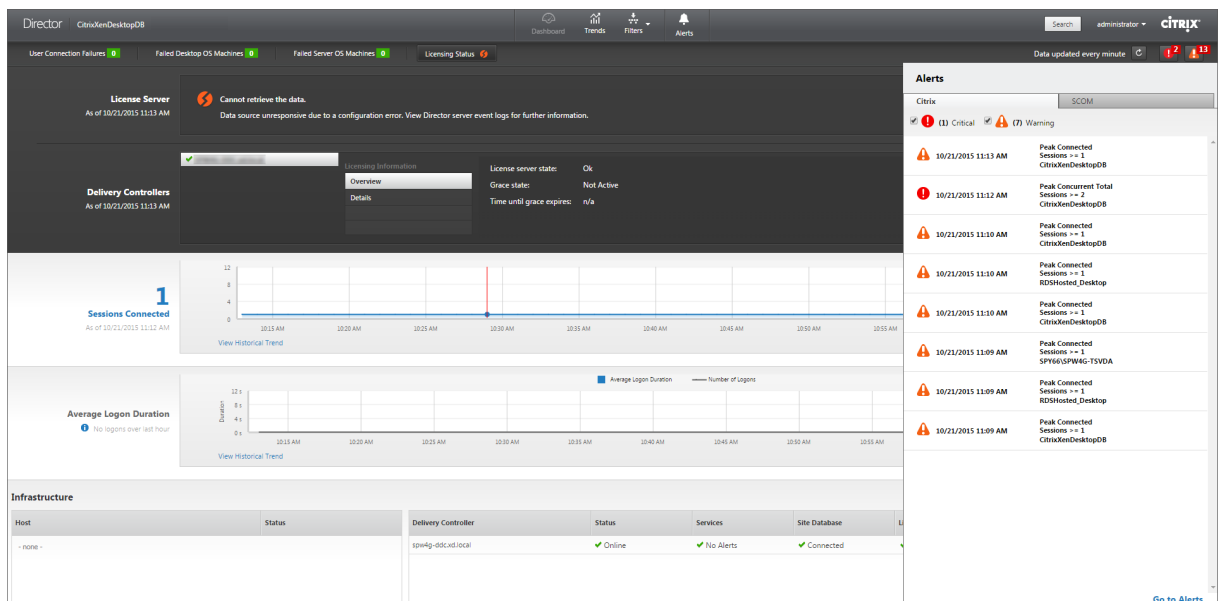 Director CitrixXenDesktopDB
Dashboard Trends Filters Alerts
Search administrator CİTRIX
User Connection Failures 0 Failed Desktop OS Machines 0 Failed Server OS Machines 0 Licensing Status
Data updated every minute 2 13
License Server
As of 10/21/2015 11:13 AM
Cannot retrieve the data.
Data source unresponsive due to a configuration error. View Director server event logs for further information.
Delivery Controllers
As of 10/21/2015 11:13 AM
Licensing Information
Overview
Details
License server state: Ok
Grace state: Not Active
Time until grace expires: n/a
1
Sessions Connected
As of 10/21/2015 11:12 AM
12
8
4
0
10:15 AM 10:20 AM 10:25 AM 10:30 AM 10:35 AM 10:40 AM 10:45 AM 10:50 AM 10:55 AM
View Historical Trend
Average Logon Duration
No logons over last hour
Average Logon Duration Number of Logons
Duration
12 s
8 s
4 s
0 s
10:15 AM 10:20 AM 10:25 AM 10:30 AM 10:35 AM 10:40 AM 10:45 AM 10:50 AM 10:55 AM
View Historical Trend
Infrastructure
Host Status
- none -
Delivery Controller Status Services Site Database Li
spw4g-ddc.xd.local Online No Alerts Connected
Alerts
Citrix SCOM
(1) Critical (7) Warning
10/21/2015 11:13 AM
Peak Connected
Sessions >= 1
CitrixXenDesktopDB
10/21/2015 11:12 AM
Peak Concurrent Total
Sessions >= 2
CitrixXenDesktopDB
10/21/2015 11:10 AM
Peak Connected
Sessions >= 1
CitrixXenDesktopDB
10/21/2015 11:10 AM
Peak Connected
Sessions >= 1
RDSHosted_Desktop
10/21/2015 11:10 AM
Peak Connected
Sessions >= 1
CitrixXenDesktopDB
10/21/2015 11:09 AM
Peak Connected
Sessions >= 1
SPY66\SPW4G-TSVDA
10/21/2015 11:09 AM
Peak Connected
Sessions >= 1
RDSHosted_Desktop
10/21/2015 11:09 AM
Peak Connected
Sessions >= 1
CitrixXenDesktopDB
Go to Alerts